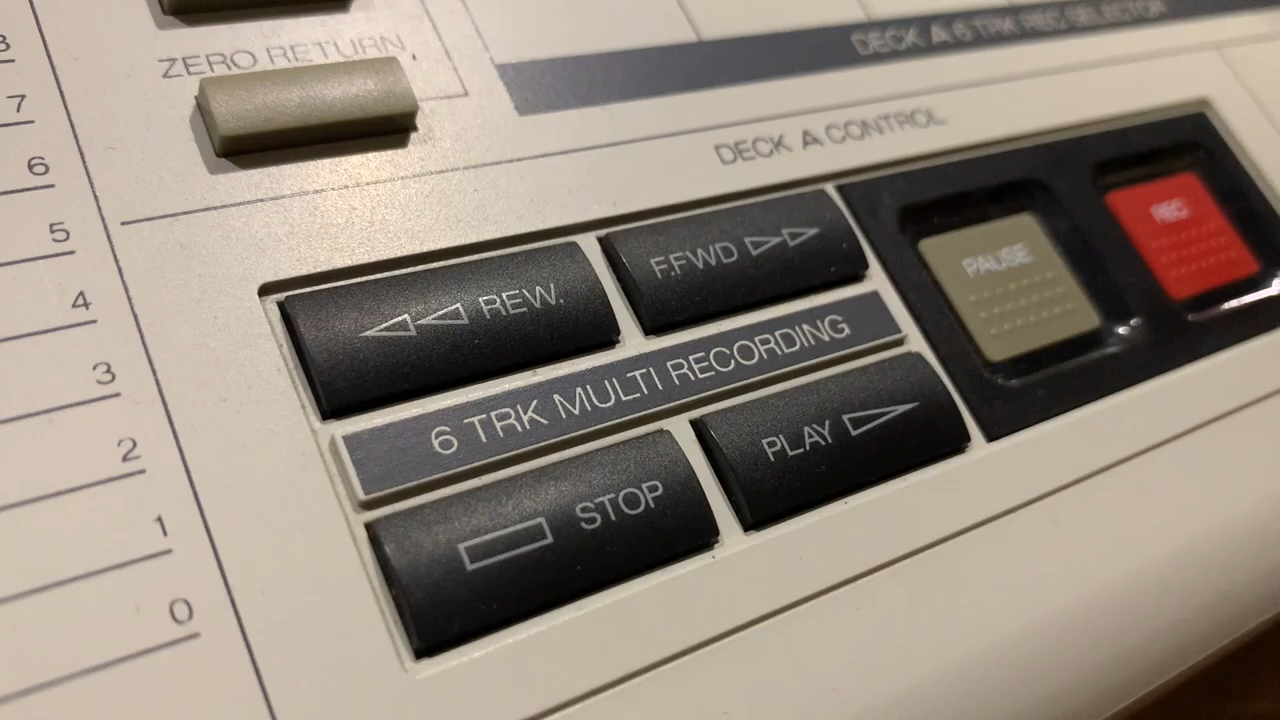 DECK A 6 TRK REC SELECTOR
ZERO RETURN
DECK A CONTROL
REW.
F.FWD
PAUSE
REC
6 TRK MULTI RECORDING
STOP
PLAY
8
7
6
5
4
3
2
1
0